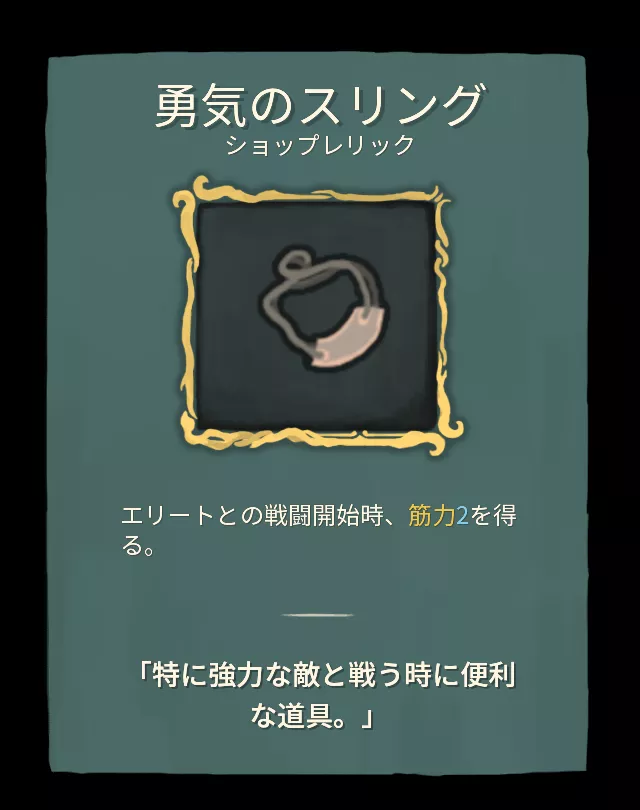 勇気のスリング
ショップレリック
エリートとの戦闘開始時、筋力2を得
る。
「特に強力な敵と戦う時に便利
な道具。」